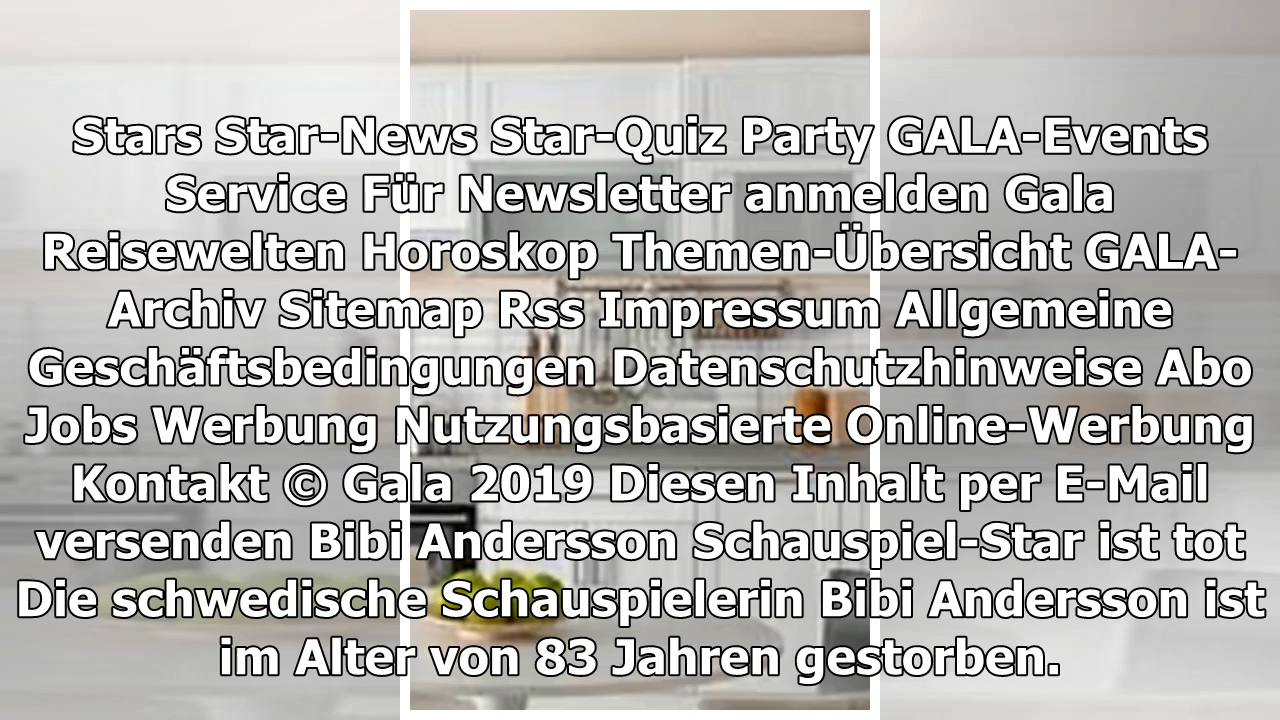 Stars Star-News Star-Quiz Party GALA-Events
Service Für Newsletter anmelden Gala
Reisewelten Horoskop Themen-Übersicht GALA-
Archiv Sitemap Rss Impressum Allgemeine
Geschäftsbedingungen Datenschutzhinweise Abo
Jobs Werbung Nutzungsbasierte Online-Werbung
Kontakt © Gala 2019 Diesen Inhalt per E-Mail
versenden Bibi Andersson Schauspiel-Star ist tot
Die schwedische Schauspielerin Bibi Andersson ist
im Alter von 83 Jahren gestorben.